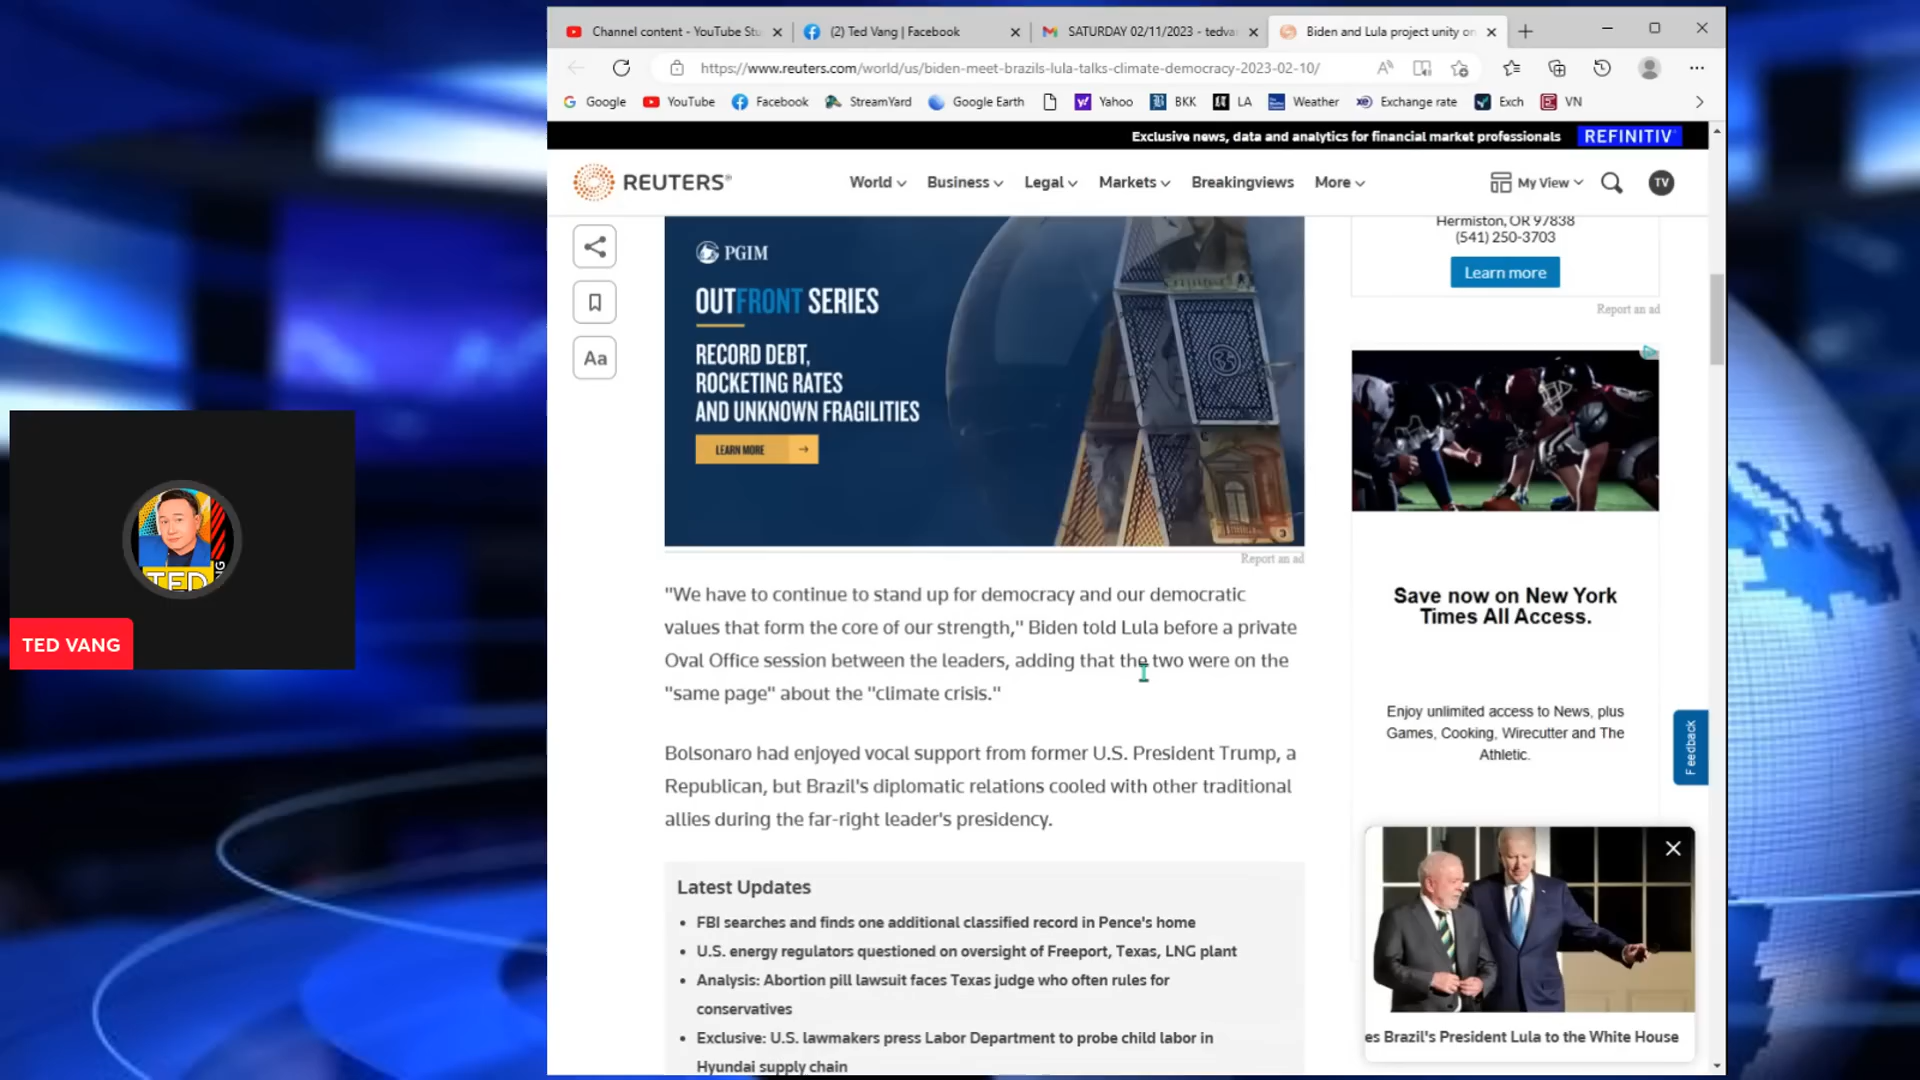 Channel content - YouTube Stu
(2) Ted Vang | Facebook
SATURDAY 02/11/2023 - tedva
Biden and Lula project unity on
https://www.reuters.com/world/us/biden-meet-brazils-lula-talks-climate-democracy-2023-02-10/
Google
YouTube
Facebook
StreamYard
Google Earth
Yahoo
BKK
LA
Weather
Exchange rate
Exch
VN
Exclusive news, data and analytics for financial market professionals
REFINITIV
REUTERS®
World
Business
Legal
Markets
Breakingviews
More
My View
TV
Aa
PGIM
OUTFRONT SERIES
RECORD DEBT,
ROCKETING RATES
AND UNKNOWN FRAGILITIES
LEARN MORE
Report an ad
"We have to continue to stand up for democracy and our democratic
values that form the core of our strength," Biden told Lula before a private
Oval Office session between the leaders, adding that the two were on the
"same page" about the "climate crisis."
Bolsonaro had enjoyed vocal support from former U.S. President Trump, a
Republican, but Brazil's diplomatic relations cooled with other traditional
allies during the far-right leader's presidency.
Latest Updates
FBI searches and finds one additional classified record in Pence's home
U.S. energy regulators questioned on oversight of Freeport, Texas, LNG plant
Analysis: Abortion pill lawsuit faces Texas judge who often rules for
conservatives
Exclusive: U.S. lawmakers press Labor Department to probe child labor in
Hyundai supply chain
Hermiston, OR 97838
(541) 250-3703
Learn more
Report an ad
Save now on New York
Times All Access.
Enjoy unlimited access to News, plus
Games, Cooking, Wirecutter and The
Athletic.
Feedback
es Brazil's President Lula to the White House
TED
NG
TED VANG